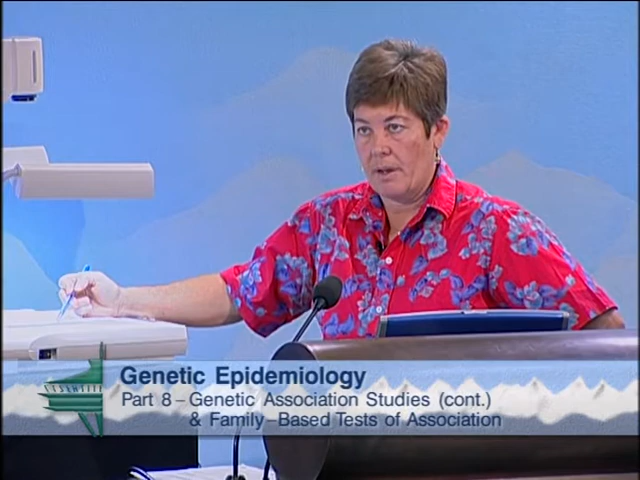 Genetic Epidemiology
Part 8 – Genetic Association Studies (cont.)
& Family–Based Tests of Association